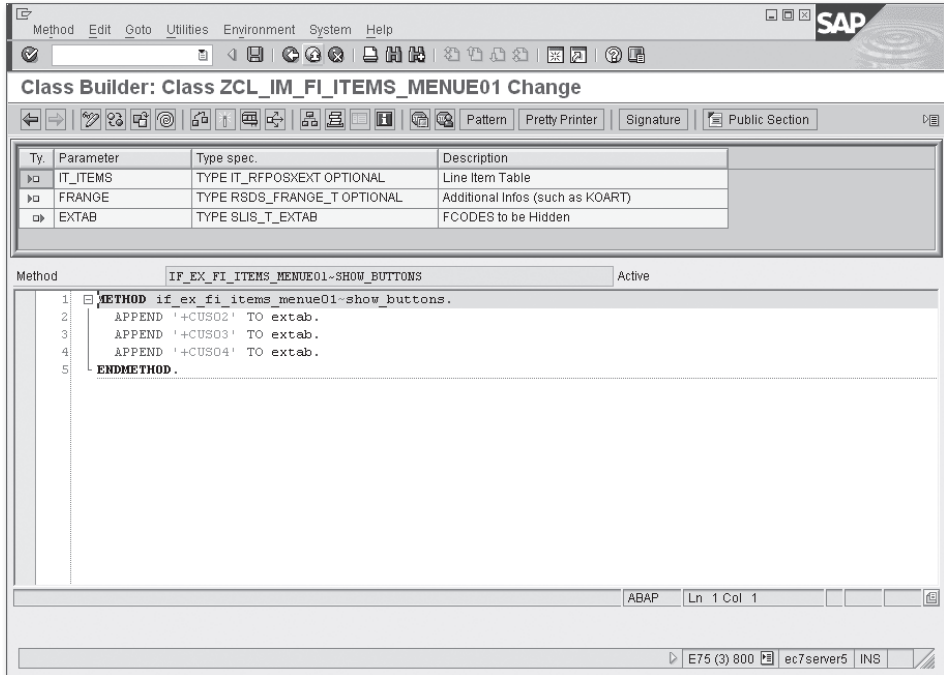 Method Edit Goto Utilities Environment System Help
SAP
Class Builder: Class ZCL_IM_FI_ITEMS_MENUE01 Change
Pattern Pretty Printer Signature Public Section
Ty. Parameter Type spec. Description
IT_ITEMS TYPE IT_RFPOSXEXT OPTIONAL Line Item Table
FRANGE TYPE RSDS_FRANGE_T OPTIONAL Additional Infos (such as KOART)
EXTAB TYPE SLIS_T_EXTAB FCODES to be Hidden
Method IF_EX_FI_ITEMS_MENUE01~SHOW_BUTTONS Active
1 METHOD if_ex_fi_items_menue01~show_buttons.
2 APPEND '+CUS02' TO extab.
3 APPEND '+CUS03' TO extab.
4 APPEND '+CUS04' TO extab.
5 ENDMETHOD.
ABAP Ln 1 Col 1
E75 (3) 800 ec7server5 INS